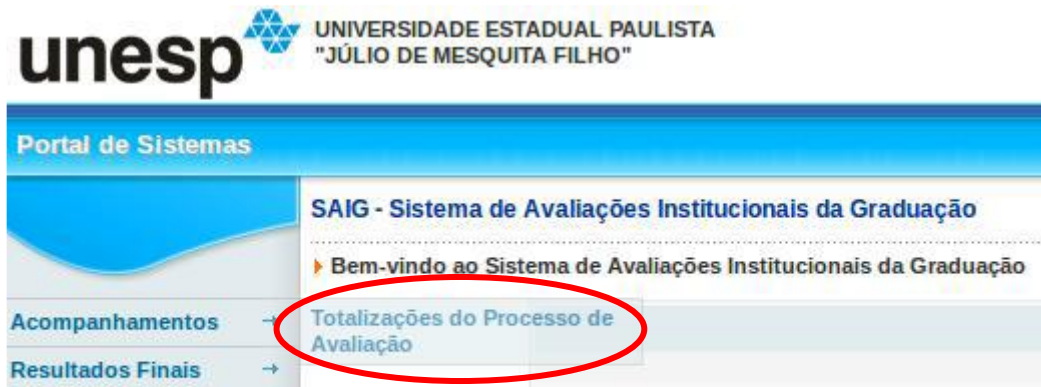 unesp
UNIVERSIDADE ESTADUAL PAULISTA
"JÚLIO DE MESQUITA FILHO"
Portal de Sistemas
SAIG - Sistema de Avaliações Institucionais da Graduação
Bem-vindo ao Sistema de Avaliações Institucionais da Graduação
Acompanhamentos
Totalizações do Processo de
Avaliação
Resultados Finais